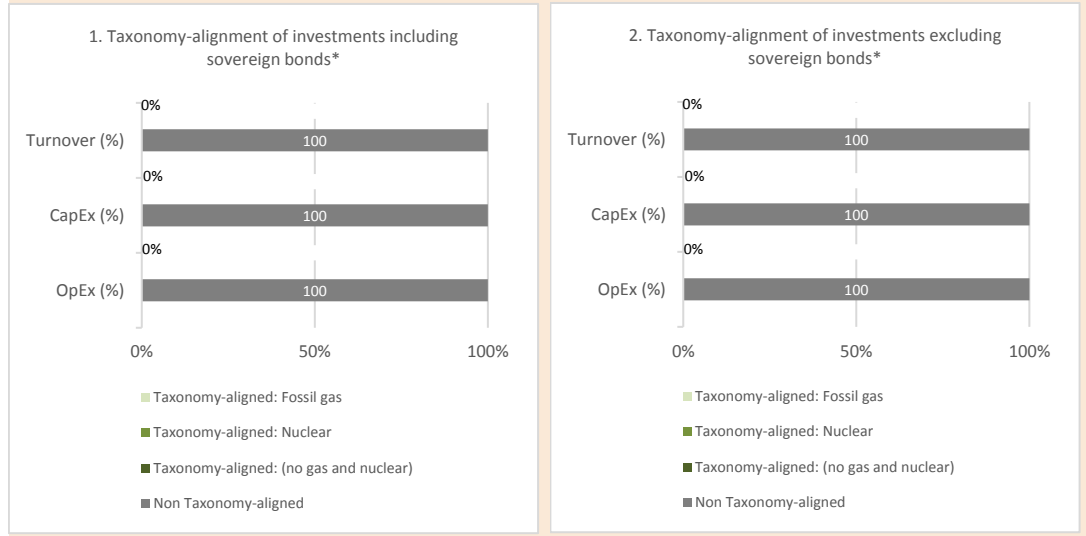 1. Taxonomy-alignment of investments including
sovereign bonds*
0%
Turnover (%)
100
0%
CapEx (%)
100
0%
OpEx (%)
100
0%
50%
100%
Taxonomy-aligned: Fossil gas
Taxonomy-aligned: Nuclear
Taxonomy-aligned: (no gas and nuclear)
Non Taxonomy-aligned
2. Taxonomy-alignment of investments excluding
sovereign bonds*
0%
Turnover (%)
100
0%
CapEx (%)
100
0%
OpEx (%)
100
0%
50%
100%
Taxonomy-aligned: Fossil gas
Taxonomy-aligned: Nuclear
Taxonomy-aligned: (no gas and nuclear)
Non Taxonomy-aligned